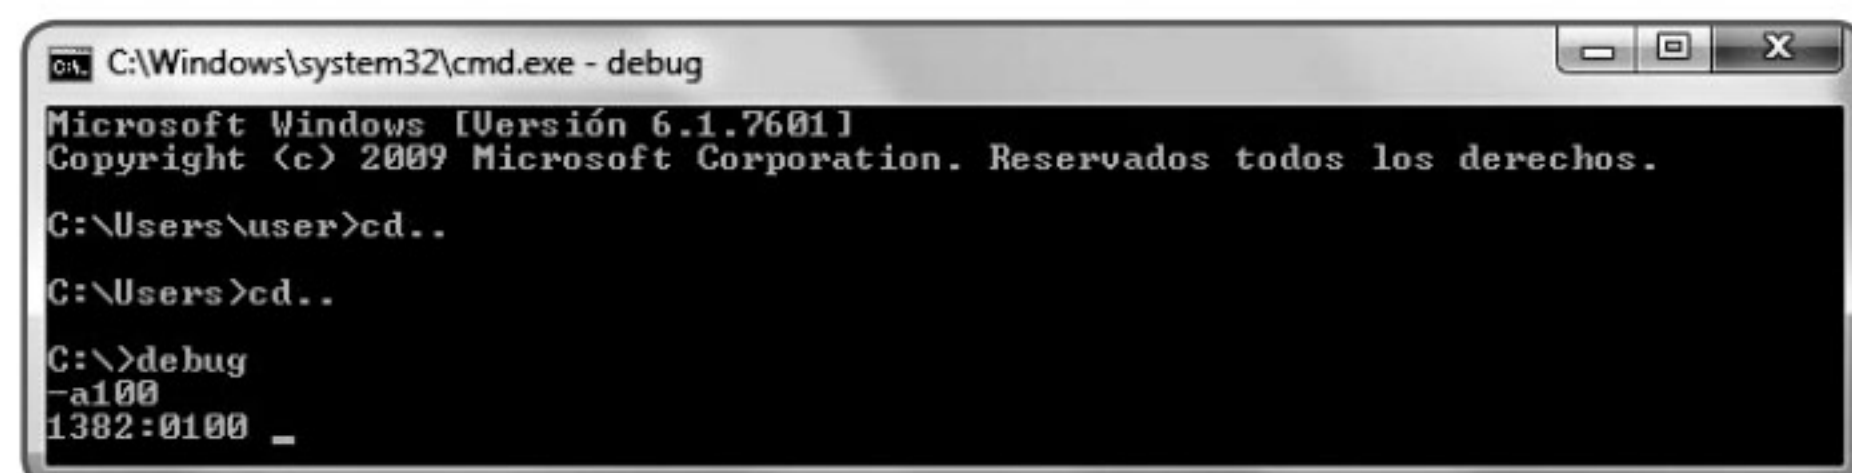 C:\Windows\system32\cmd.exe - debug
Microsoft Windows [Versión 6.1.7601]
Copyright (c) 2009 Microsoft Corporation. Reservados todos los derechos.
C:\Users\user>cd..
C:\Users>cd..
C:\>debug
-a100
1382:0100 _